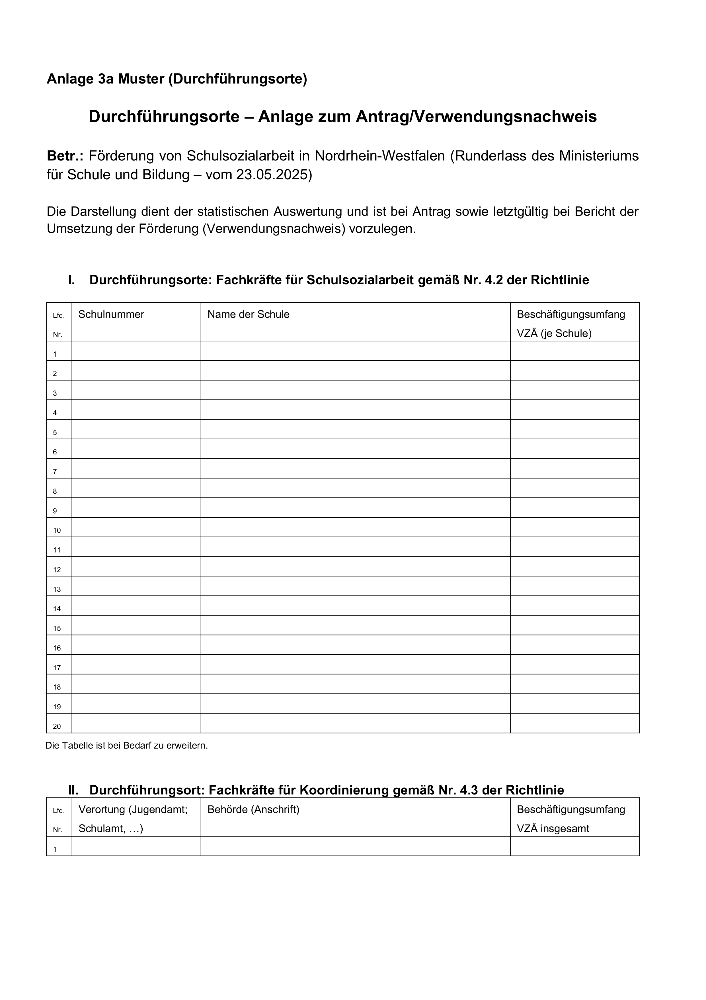 Anlage 3a Muster (Durchführungsorte)
Durchführungsorte – Anlage zum Antrag/Verwendungsnachweis
Betr.: Förderung von Schulsozialarbeit in Nordrhein-Westfalen (Runderlass des Ministeriums
für Schule und Bildung – vom 23.05.2025)
Die Darstellung dient der statistischen Auswertung und ist bei Antrag sowie letztgültig bei Bericht der
Umsetzung der Förderung (Verwendungsnachweis) vorzulegen.
I. Durchführungsorte: Fachkräfte für Schulsozialarbeit gemäß Nr. 4.2 der Richtlinie
Lfd. Schulnummer Name der Schule Beschäftigungsumfang
Nr. VZÄ (je Schule)
1
2
3
4
5
6
7
8
9
10
11
12
13
14
15
16
17
18
19
20
Die Tabelle ist bei Bedarf zu erweitern.
II. Durchführungsort: Fachkräfte für Koordinierung gemäß Nr. 4.3 der Richtlinie
Lfd. Verortung (Jugendamt; Behörde (Anschrift) Beschäftigungsumfang
Nr. Schulamt, …) VZÄ insgesamt
1